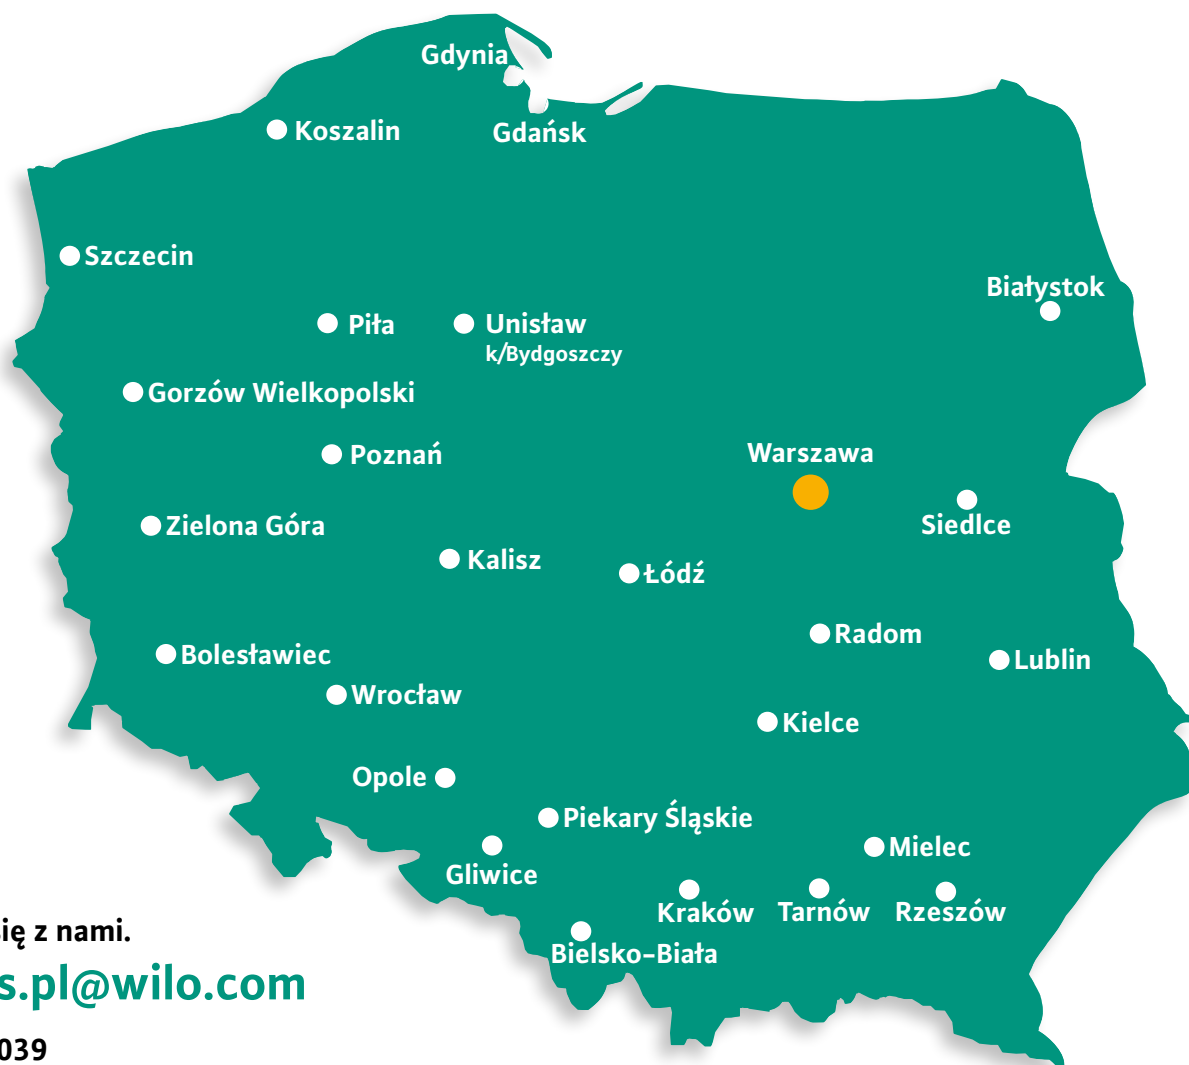 Gdynia
Koszalin
Gdańsk
Szczecin
Białystok
Piła
Unisław
k/Bydgoszczy
Gorzów Wielkopolski
Poznań
Warszawa
Zielona Góra
Siedlce
Kalisz
Łódź
Radom
Bolesławiec
Lublin
Wrocław
Kielce
Opole
Piekary Śląskie
Mielec
Gliwice
Kraków
Tarnów
Rzeszów
Bielsko-Biała
się z nami.
s.pl@wilo.com
039